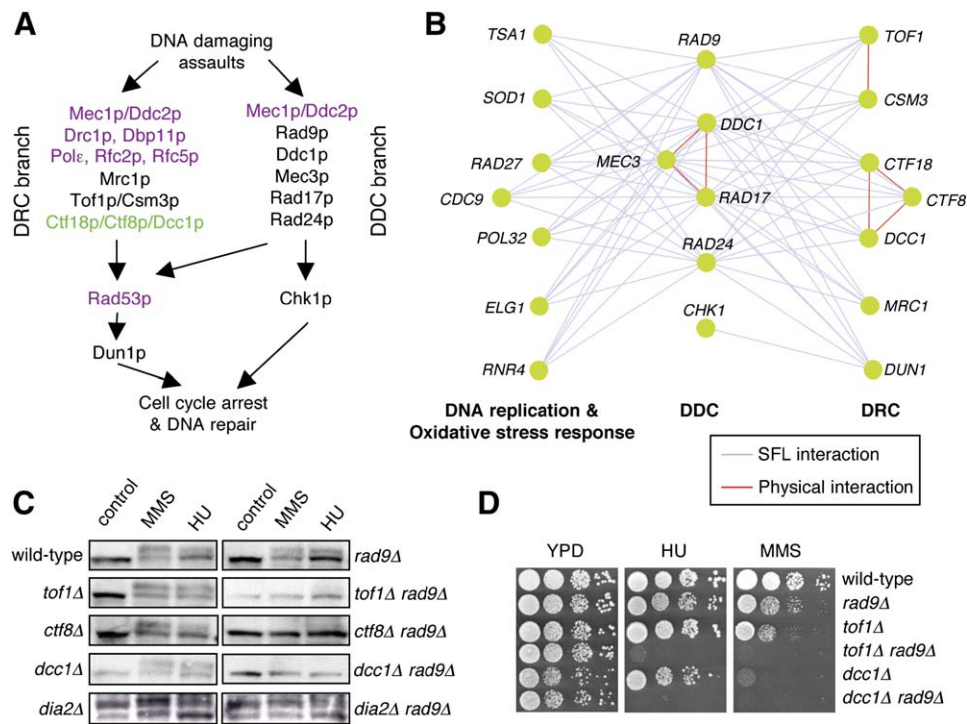 A
DNA damaging
assaults
DRC branch
Mec1p/Ddc2p
Drc1p, Dbp11p
Polε, Rfc2p, Rfc5p
Mrc1p
Tof1p/Csm3p
Ctf18p/Ctf8p/Dcc1p
Mec1p/Ddc2p
Rad9p
Ddc1p
Mec3p
Rad17p
Rad24p
DDC branch
Rad53p
Chk1p
Dun1p
Cell cycle arrest
& DNA repair
B
TSA1
SOD1
RAD27
CDC9
POL32
ELG1
RNR4
RAD9
DDC1
MEC3
RAD17
RAD24
CHK1
TOF1
CSM3
CTF18
CTF8
DCC1
MRC1
DUN1
DNA replication &
Oxidative stress response
DDC
DRC
SFL interaction
Physical interaction
C
control MMS HU control MMS HU
wild-type rad9Δ
tof1Δ tof1Δ rad9Δ
ctf8Δ ctf8Δ rad9Δ
dcc1Δ dcc1Δ rad9Δ
dia2Δ dia2Δ rad9Δ
D
YPD HU MMS
wild-type
rad9Δ
tof1Δ
tof1Δ rad9Δ
dcc1Δ
dcc1Δ rad9Δ